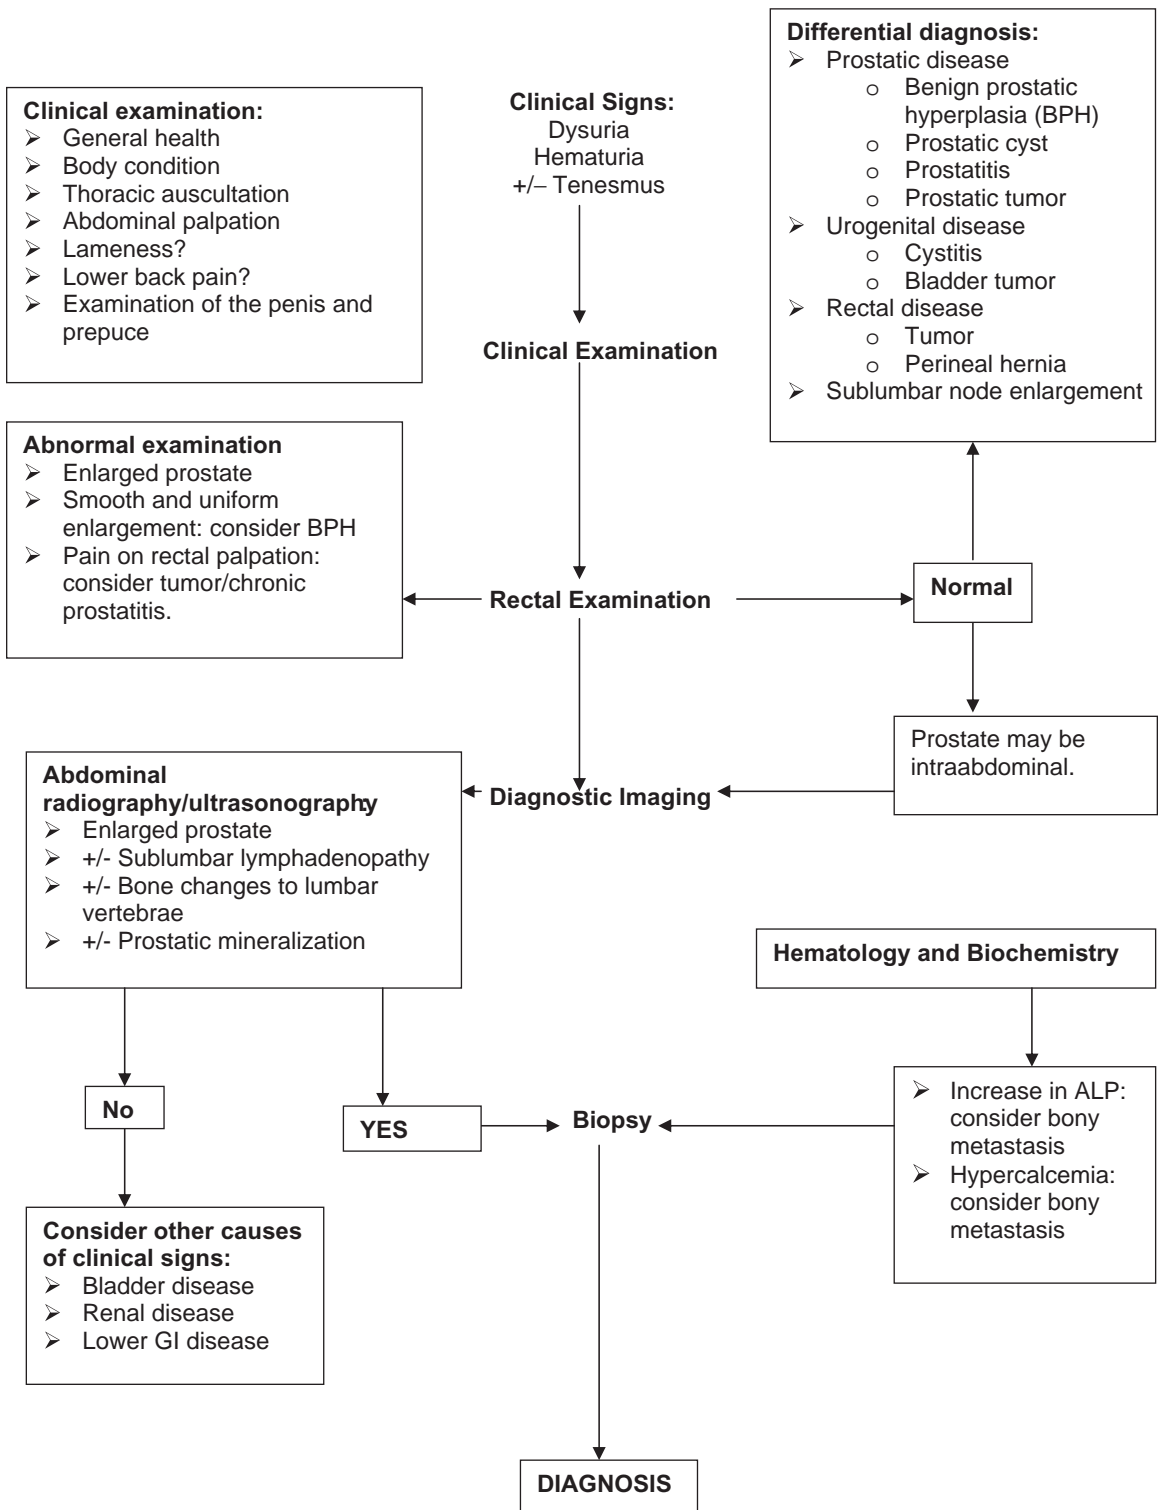 Differential diagnosis:
➢ Prostatic disease
o Benign prostatic
hyperplasia (BPH)
o Prostatic cyst
o Prostatitis
o Prostatic tumor
➢ Urogenital disease
o Cystitis
o Bladder tumor
➢ Rectal disease
o Tumor
o Perineal hernia
➢ Sublumbar node enlargement
Clinical examination:
➢ General health
➢ Body condition
➢ Thoracic auscultation
➢ Abdominal palpation
➢ Lameness?
➢ Lower back pain?
➢ Examination of the penis and
prepuce
Clinical Signs:
Dysuria
Hematuria
+/– Tenesmus
Clinical Examination
Abnormal examination
➢ Enlarged prostate
➢ Smooth and uniform
enlargement: consider BPH
➢ Pain on rectal palpation:
consider tumor/chronic
prostatitis.
Rectal Examination
Normal
Prostate may be
intraabdominal.
Abdominal
radiography/ultrasonography
➢ Enlarged prostate
➢ +/- Sublumbar lymphadenopathy
➢ +/- Bone changes to lumbar
vertebrae
➢ +/- Prostatic mineralization
Diagnostic Imaging
Hematology and Biochemistry
No
YES
Biopsy
➢ Increase in ALP:
consider bony
metastasis
➢ Hypercalcemia:
consider bony
metastasis
Consider other causes
of clinical signs:
➢ Bladder disease
➢ Renal disease
➢ Lower GI disease
DIAGNOSIS